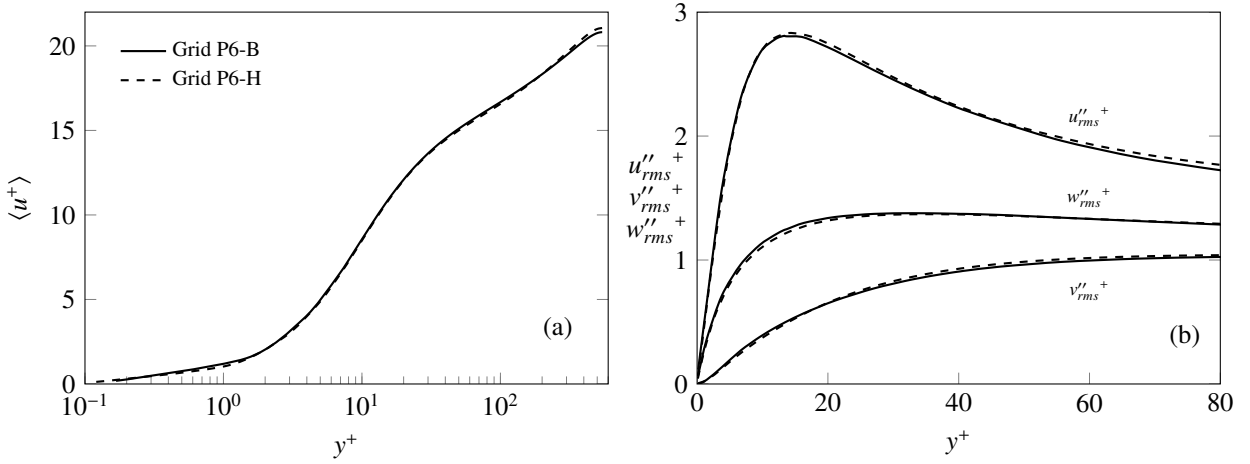 20
15
10
5
0
10⁻¹
10⁰
10¹
10²
y⁺
⟨u⁺⟩
Grid P6-B
Grid P6-H
(a)
3
2
1
0
0
20
40
60
80
y⁺
u″rms⁺
v″rms⁺
w″rms⁺
u″rms⁺
w″rms⁺
v″rms⁺
(b)